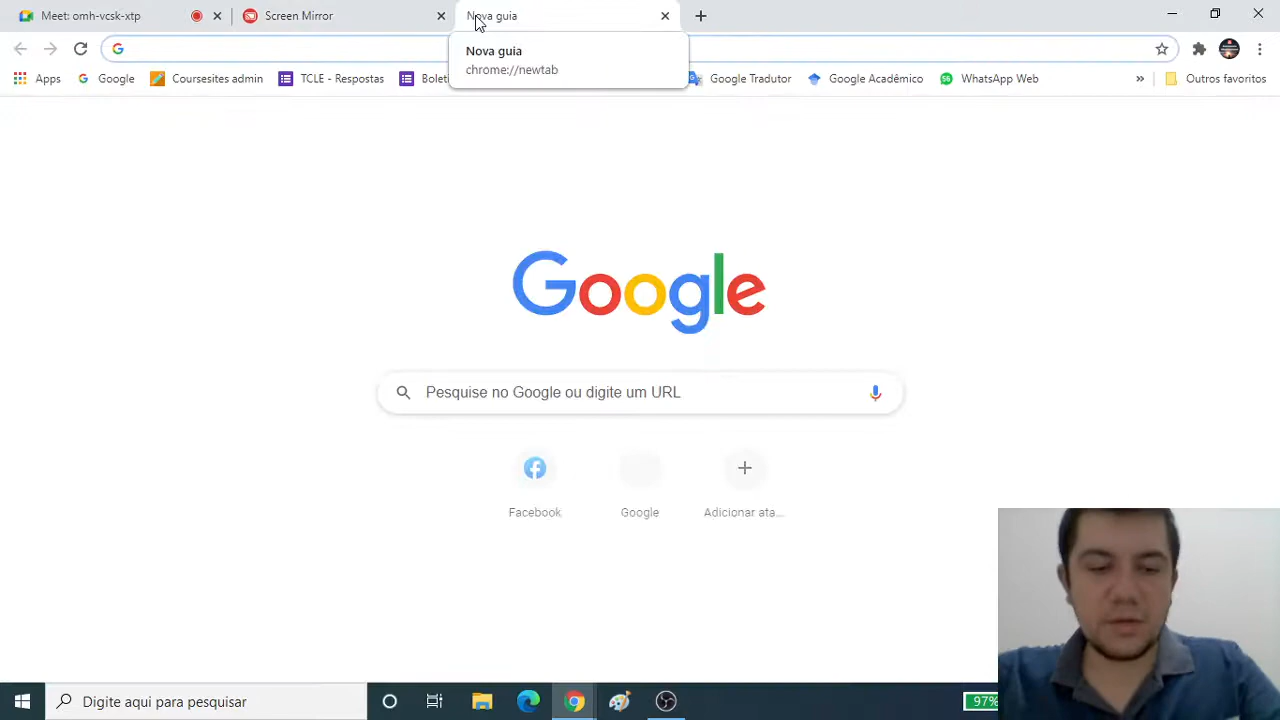 Meet: omh-vcsk-xtp
Screen Mirror
Nova guia
Nova guia
chrome://newtab
Apps
Google
Coursesites admin
TCLE - Respostas
Bolet
Google Tradutor
Google Acadêmico
WhatsApp Web
»
Outros favoritos
Google
Pesquise no Google ou digite um URL
Facebook
Google
Adicionar ata...
Digite aqui para pesquisar
97%